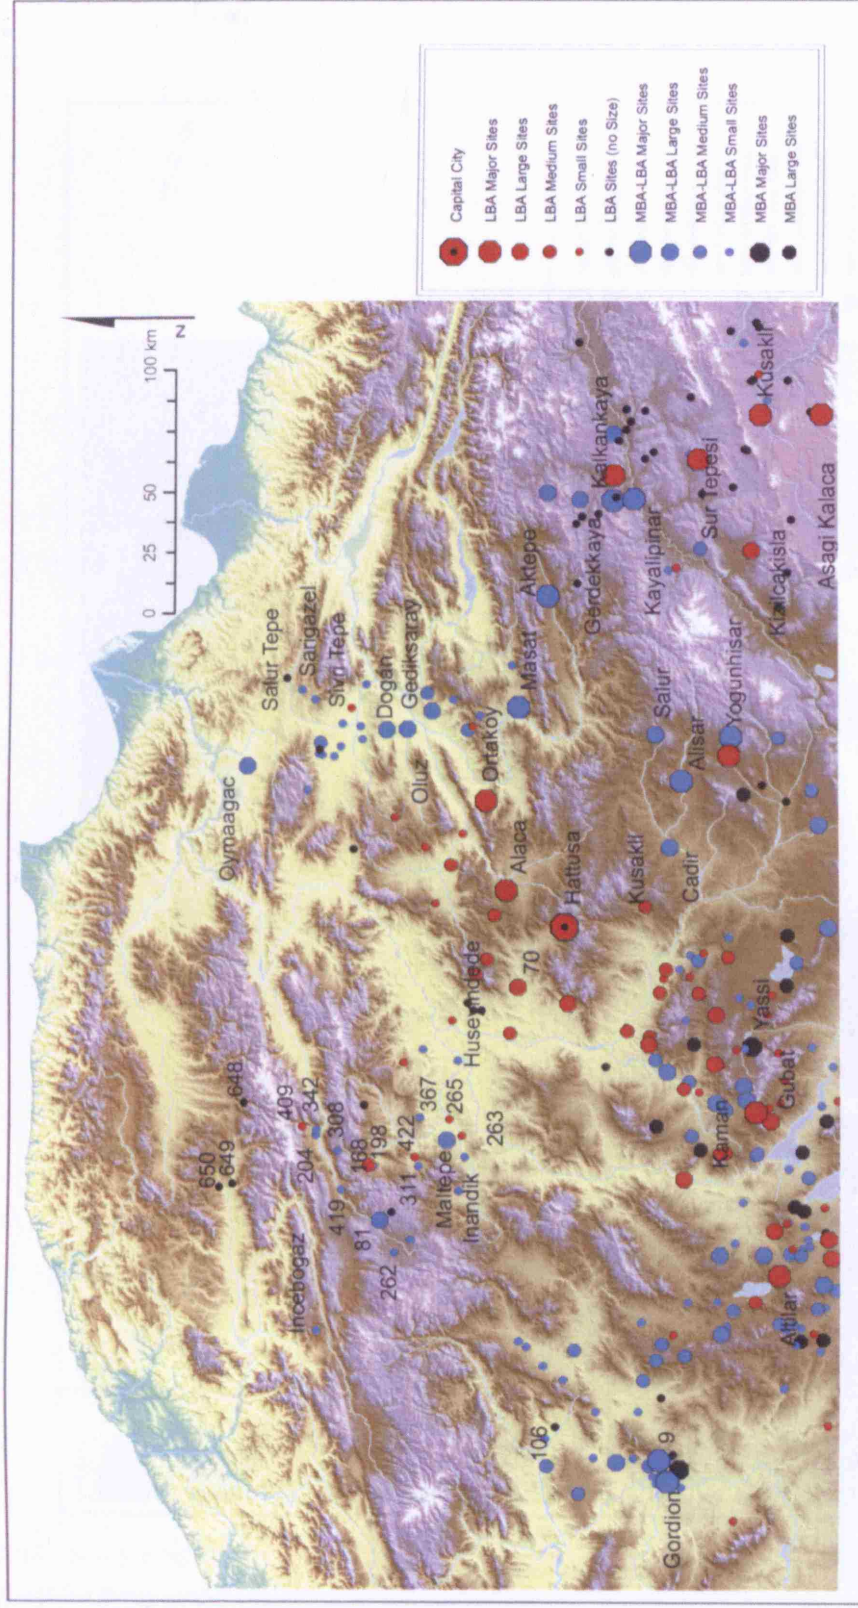 Capital City
LBA Major Sites
LBA Large Sites
LBA Medium Sites
LBA Small Sites
LBA Sites (no Size)
MBA-LBA Major Sites
MBA-LBA Large Sites
MBA-LBA Medium Sites
MBA-LBA Small Sites
MBA Major Sites
MBA Large Sites
0 25 50 100 km
N
Salur Tepe
Sarigazel
Sivri Tepe
Oymaagac
Dogan
Gediksaray
Oluz
Ortakoy
Masat
Aktepe
Alaca
Hattusa
Huseyindede
70
650
649
648
409
342
204
308
Incebogaz
168
198
419
81
262
422
311
367
265
263
Maltepe
Inandik
Gerdekkaya
Kalkankaya
Kayalipinar
Sur Tepesi
Kusakli
Kizilcakisla
Asagi Kalaca
Salur
Alisar
Yogunhisar
Kusakli
Cadir
Yassi
Gubat
Kaman
Altilar
106
9
Gordion